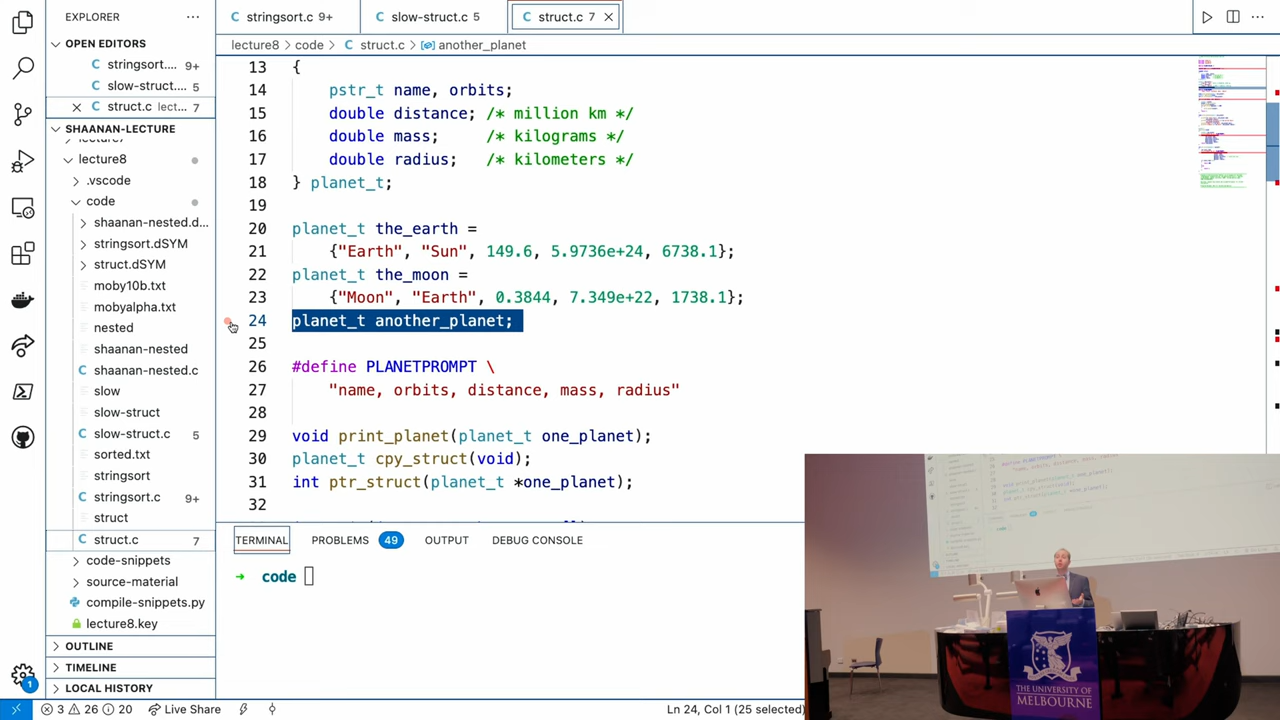 EXPLORER
OPEN EDITORS
stringsort.... 9+
slow-struct.... 5
struct.c lect... 7
SHAANAN-LECTURE
lecture8
.vscode
code
shaanan-nested.d...
stringsort.dSYM
struct.dSYM
moby10b.txt
mobyalpha.txt
nested
shaanan-nested
shaanan-nested.c
slow
slow-struct
slow-struct.c 5
sorted.txt
stringsort
stringsort.c 9+
struct
struct.c 7
code-snippets
source-material
compile-snippets.py
lecture8.key
OUTLINE
TIMELINE
LOCAL HISTORY
1
stringsort.c 9+
slow-struct.c 5
struct.c 7
lecture8 > code > C struct.c > another_planet
13 {
14 pstr_t name, orbits;
15 double distance; /* million km */
16 double mass; /* kilograms */
17 double radius; /* kilometers */
18 } planet_t;
19
20 planet_t the_earth =
21 {"Earth", "Sun", 149.6, 5.9736e+24, 6738.1};
22 planet_t the_moon =
23 {"Moon", "Earth", 0.3844, 7.349e+22, 1738.1};
24 planet_t another_planet;
25
26 #define PLANETPROMPT \
27 "name, orbits, distance, mass, radius"
28
29 void print_planet(planet_t one_planet);
30 planet_t cpy_struct(void);
31 int ptr_struct(planet_t *one_planet);
32
TERMINAL PROBLEMS 49 OUTPUT DEBUG CONSOLE
→ code
THE UNIVERSITY OF
MELBOURNE
3 26 20 Live Share Ln 24, Col 1 (25 selected)